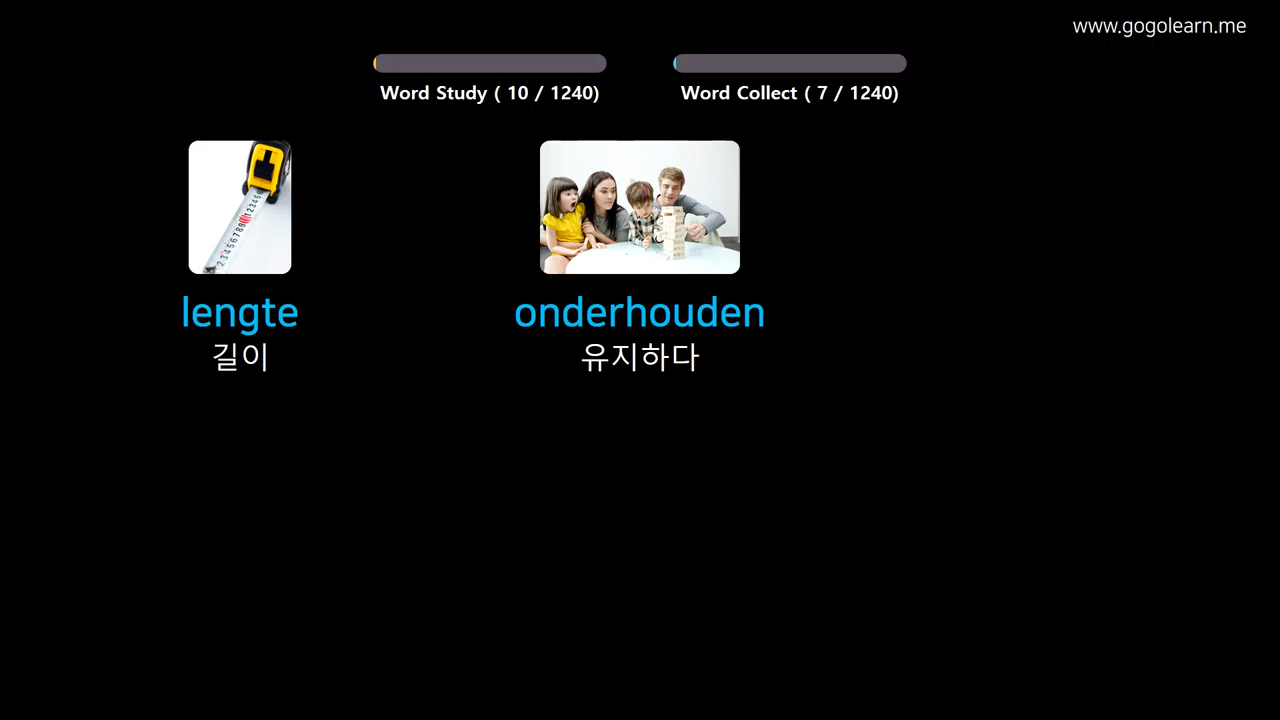 www.gogolearn.me
Word Study ( 10 / 1240)
Word Collect ( 7 / 1240)
lengte
길이
onderhouden
유지하다